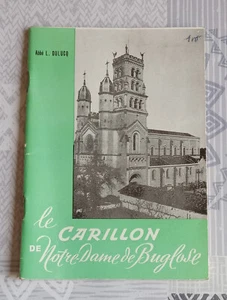 Abbé L. DULUCQ
le
CARILLON
DE Notre-Dame de Buglose